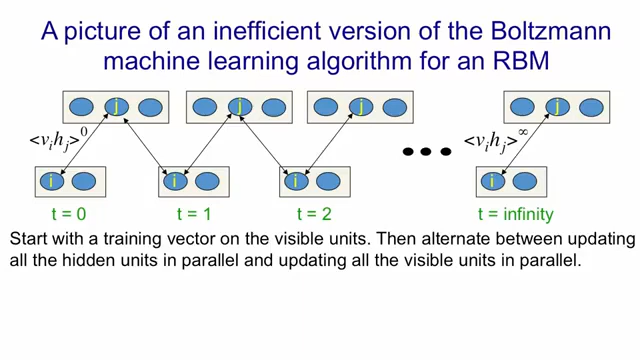 A picture of an inefficient version of the Boltzmann
machine learning algorithm for an RBM
j j j j
<v_i h_j>^0 <v_i h_j>^∞
i i i i
t = 0 t = 1 t = 2 t = infinity
Start with a training vector on the visible units. Then alternate between updating
all the hidden units in parallel and updating all the visible units in parallel.